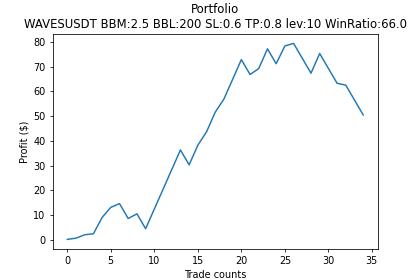 Portfolio
WAVESUSDT BBM:2.5 BBL:200 SL:0.6 TP:0.8 lev:10 WinRatio:66.0
80
70
60
50
40
30
20
10
0
Profit ($)
0 5 10 15 20 25 30 35
Trade counts